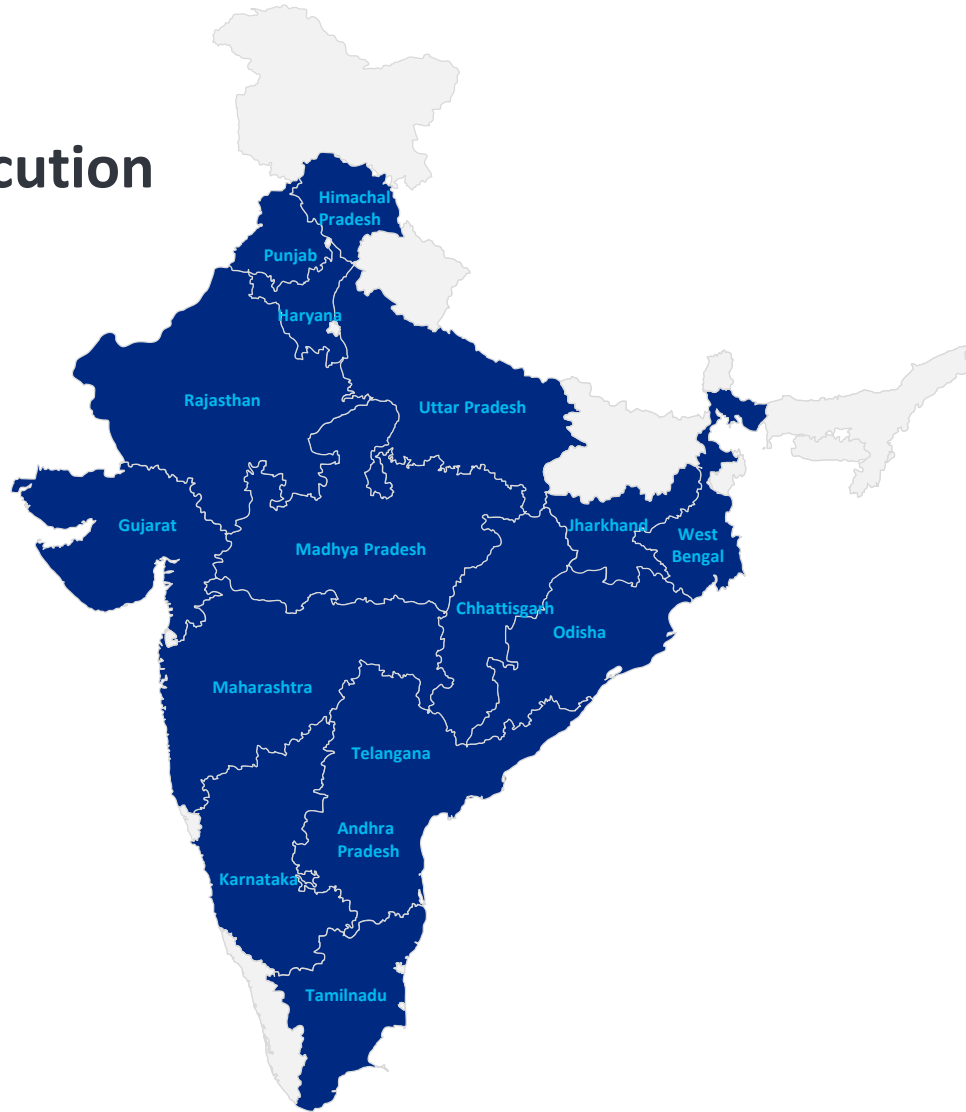 cution
Himachal
Pradesh
Punjab
Haryana
Rajasthan
Uttar Pradesh
Gujarat
Jharkhand
West
Bengal
Madhya Pradesh
Chhattisgarh
Odisha
Maharashtra
Telangana
Andhra
Pradesh
Karnataka
Tamilnadu